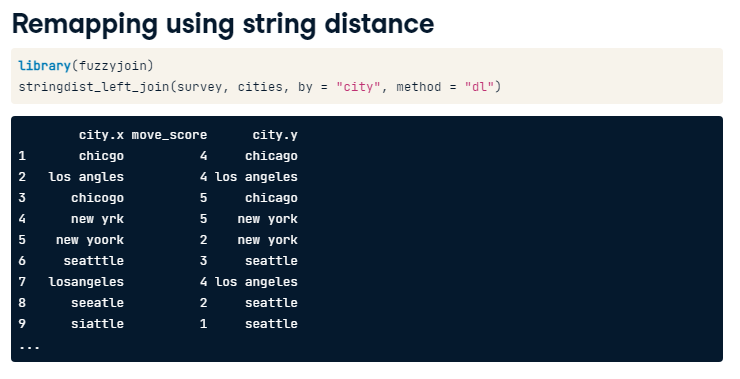 Remapping using string distance
library(fuzzyjoin)
stringdist_left_join(survey, cities, by = "city", method = "dl")
city.x move_score city.y
1 chicgo 4 chicago
2 los angles 4 los angeles
3 chicogo 5 chicago
4 new yrk 5 new york
5 new yoork 2 new york
6 seatttle 3 seattle
7 losangeles 4 los angeles
8 seeatle 2 seattle
9 siattle 1 seattle
...